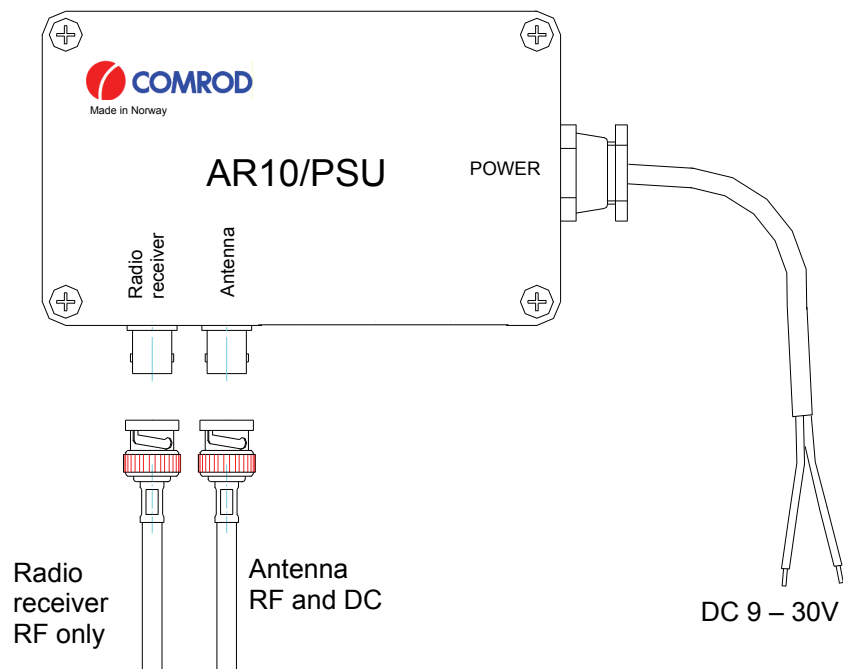 COMROD
Made in Norway
AR10/PSU
POWER
Radio
receiver
Antenna
Radio
receiver
RF only
Antenna
RF and DC
DC 9 – 30V